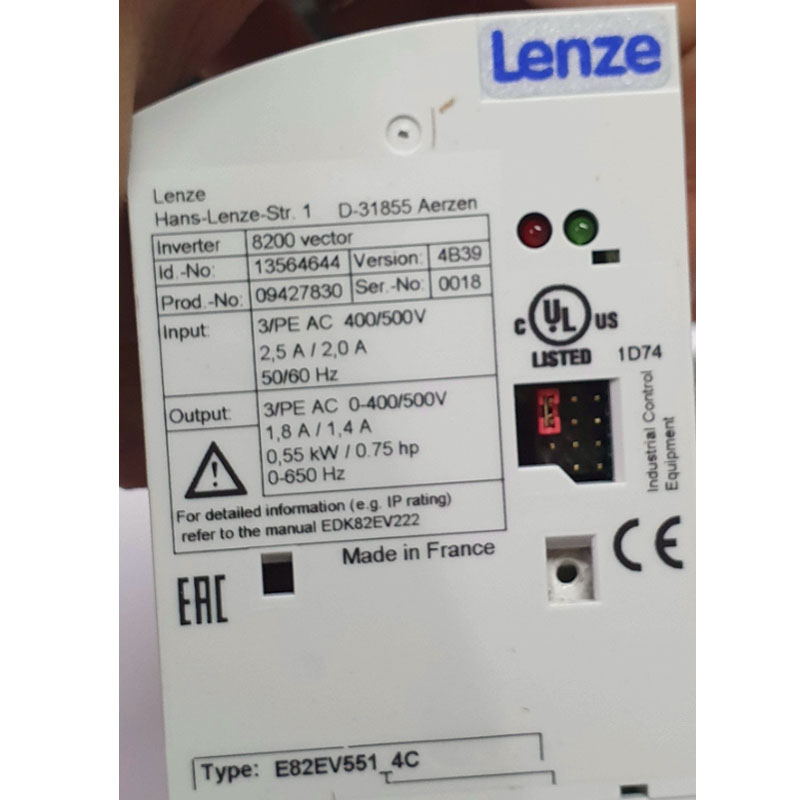 Lenze
Lenze
Hans-Lenze-Str. 1 D-31855 Aerzen
Inverter 8200 vector
Id.-No: 13564644 Version: 4B39
Prod.-No: 09427830 Ser.-No: 0018
Input: 3/PE AC 400/500V
2,5 A / 2,0 A
50/60 Hz
Output: 3/PE AC 0-400/500V
1,8 A / 1,4 A
0,55 kW / 0.75 hp
0-650 Hz
!
For detailed information (e.g. IP rating)
refer to the manual EDK82EV222
Made in France
EAC
C UL US
LISTED 1D74
Industrial Control
Equipment
CE
Type: E82EV551_4C